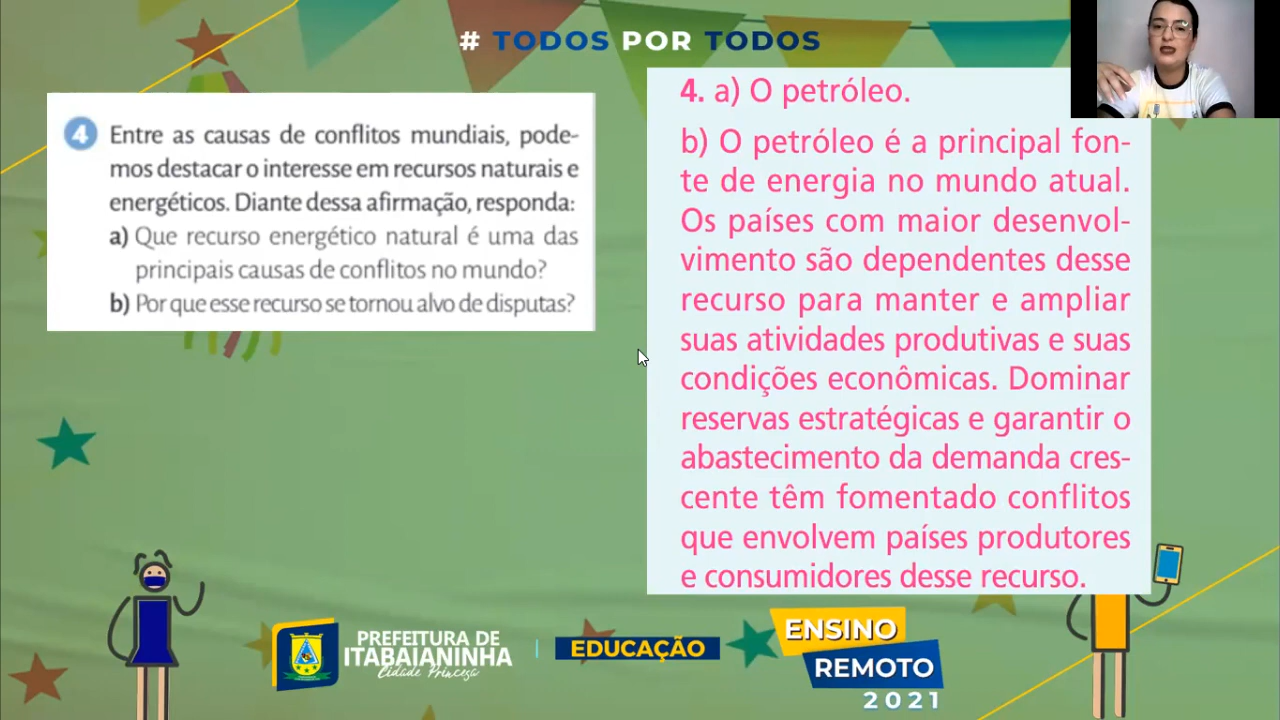 # TODOS POR TODOS
4 Entre as causas de conflitos mundiais, pode-
mos destacar o interesse em recursos naturais e
energéticos. Diante dessa afirmação, responda:
a) Que recurso energético natural é uma das
principais causas de conflitos no mundo?
b) Por que esse recurso se tornou alvo de disputas?
4. a) O petróleo.
b) O petróleo é a principal fon-
te de energia no mundo atual.
Os países com maior desenvol-
vimento são dependentes desse
recurso para manter e ampliar
suas atividades produtivas e suas
condições econômicas. Dominar
reservas estratégicas e garantir o
abastecimento da demanda cres-
cente têm fomentado conflitos
que envolvem países produtores
e consumidores desse recurso.
PREFEITURA DE
ITABAIANINHA
Cidade Princesa
EDUCAÇÃO
ENSINO
REMOTO
2021